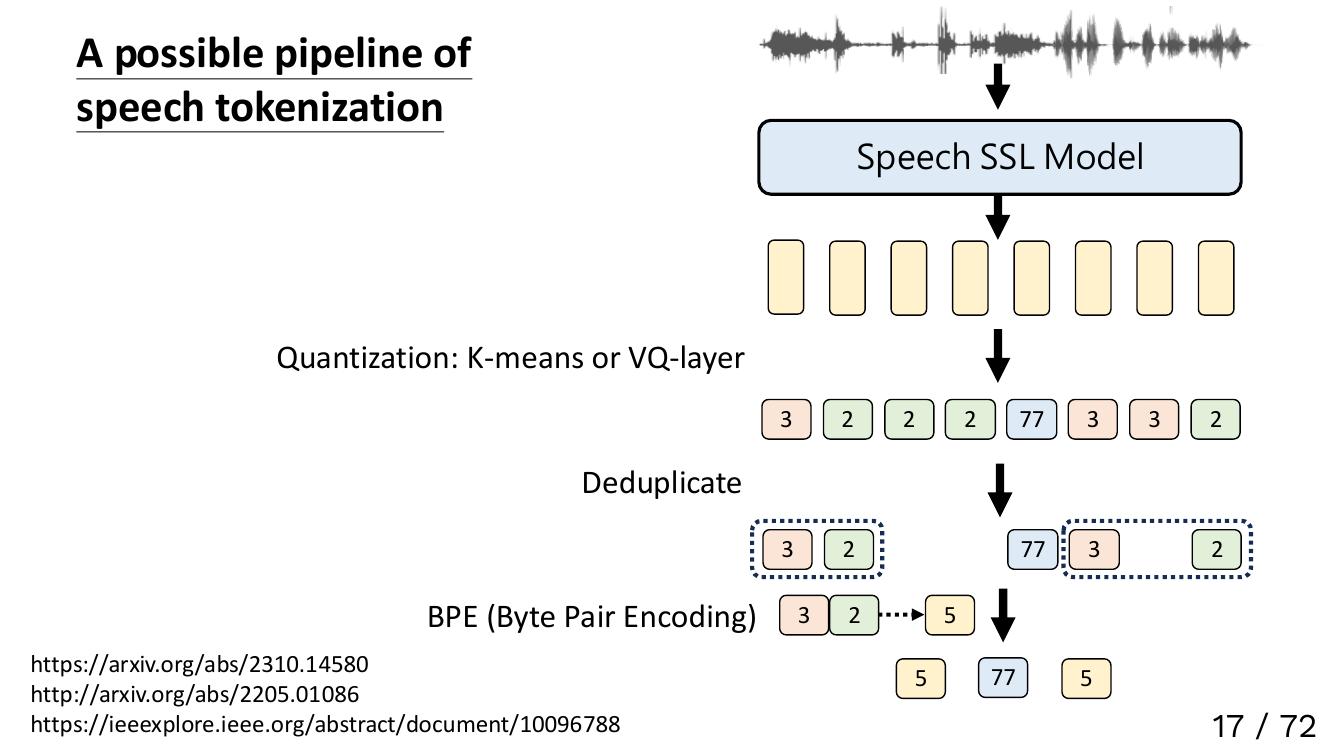 A possible pipeline of
speech tokenization
Speech SSL Model
Quantization: K-means or VQ-layer
3 2 2 2 77 3 3 2
Deduplicate
3 2 77 3 2
BPE (Byte Pair Encoding) 3 2 5
5 77 5
https://arxiv.org/abs/2310.14580
http://arxiv.org/abs/2205.01086
https://ieeexplore.ieee.org/abstract/document/10096788
17 / 72